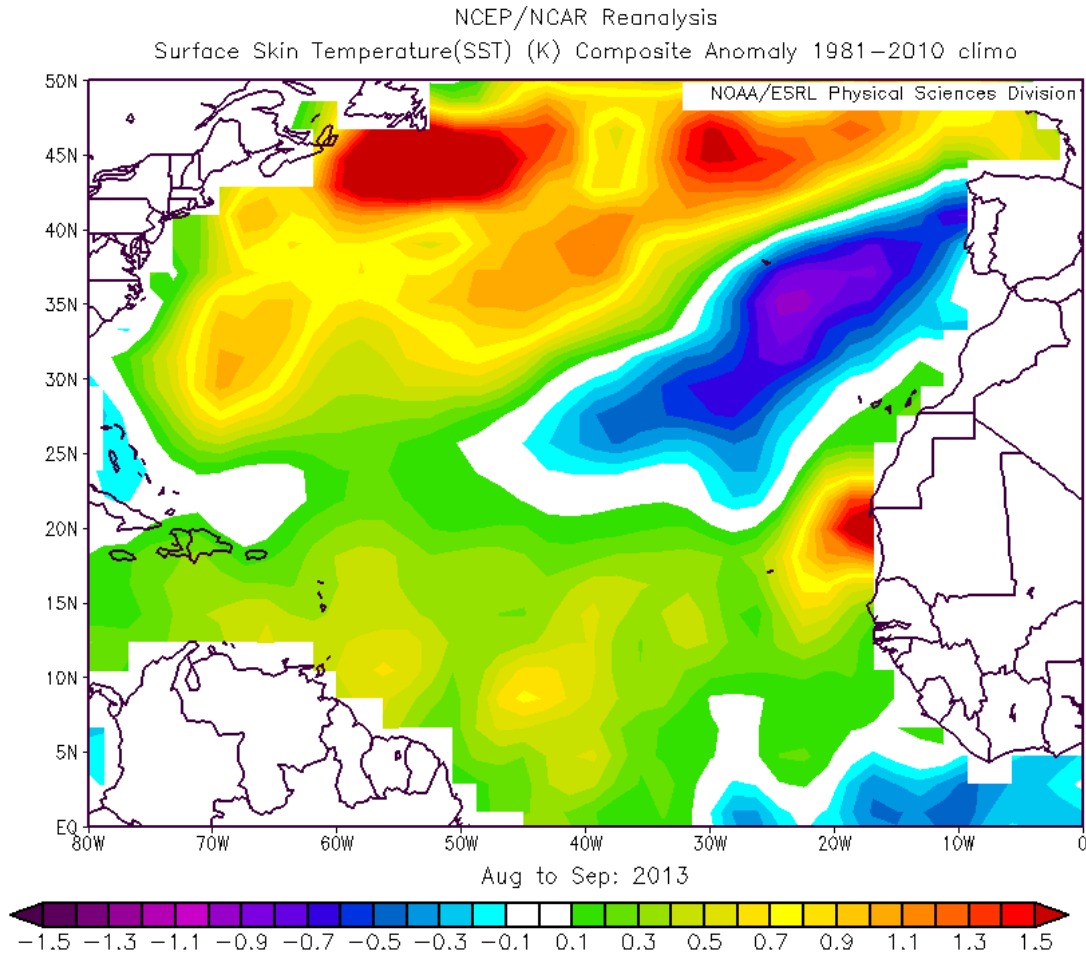 NCEP/NCAR Reanalysis
Surface Skin Temperature(SST) (K) Composite Anomaly 1981-2010 climo
NOAA/ESRL Physical Sciences Division
50N
45N
40N
35N
30N
25N
20N
15N
10N
5N
EQ
80W 70W 60W 50W 40W 30W 20W 10W 0
Aug to Sep: 2013
-1.5 -1.3 -1.1 -0.9 -0.7 -0.5 -0.3 -0.1 0.1 0.3 0.5 0.7 0.9 1.1 1.3 1.5